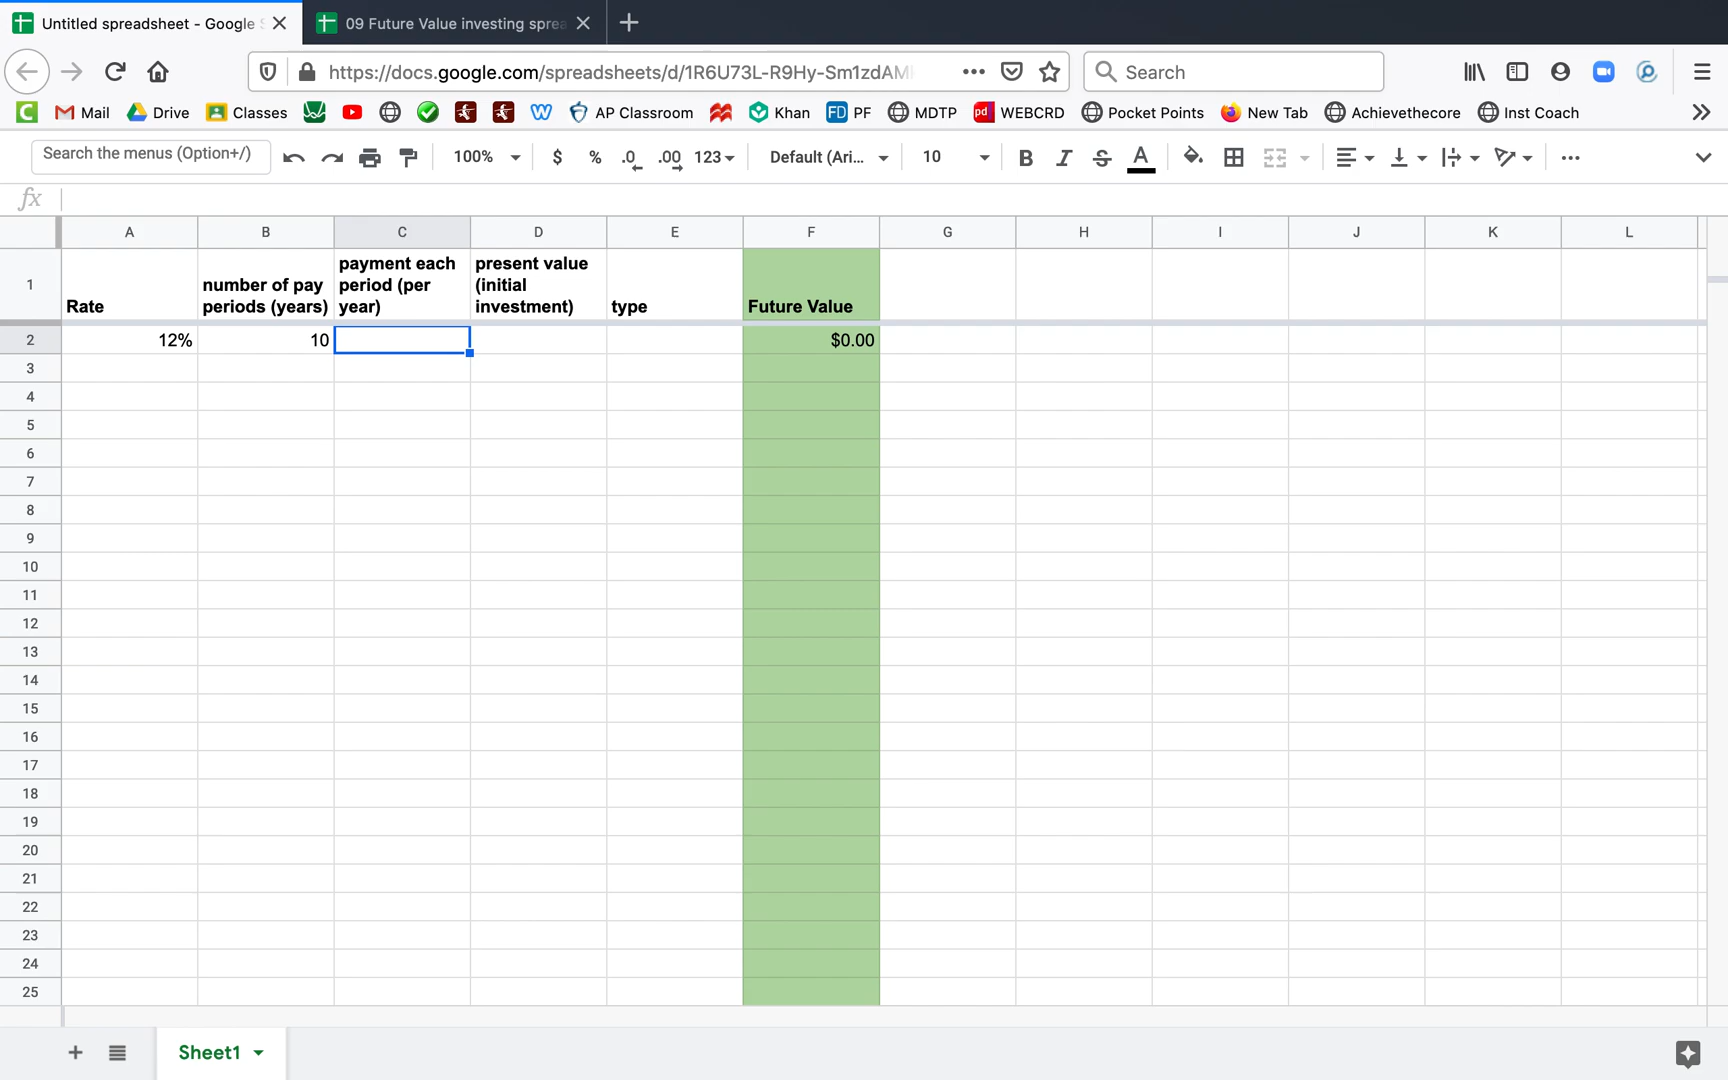 Untitled spreadsheet - Google S
09 Future Value investing sprea
https://docs.google.com/spreadsheets/d/1R6U73L-R9Hy-Sm1zdAM
Search
Mail Drive Classes AP Classroom Khan FD PF MDTP pd WEBCRD Pocket Points New Tab Achievethecore Inst Coach
Search the menus (Option+/) 100% $ % .0 .00 123 Default (Ari... 10 B I S A
fx
A B C D E F G H I J K L
1
Rate
number of pay
periods (years)
payment each
period (per
year)
present value
(initial
investment)
type
Future Value
2 12% 10 $0.00
3
4
5
6
7
8
9
10
11
12
13
14
15
16
17
18
19
20
21
22
23
24
25
Sheet1